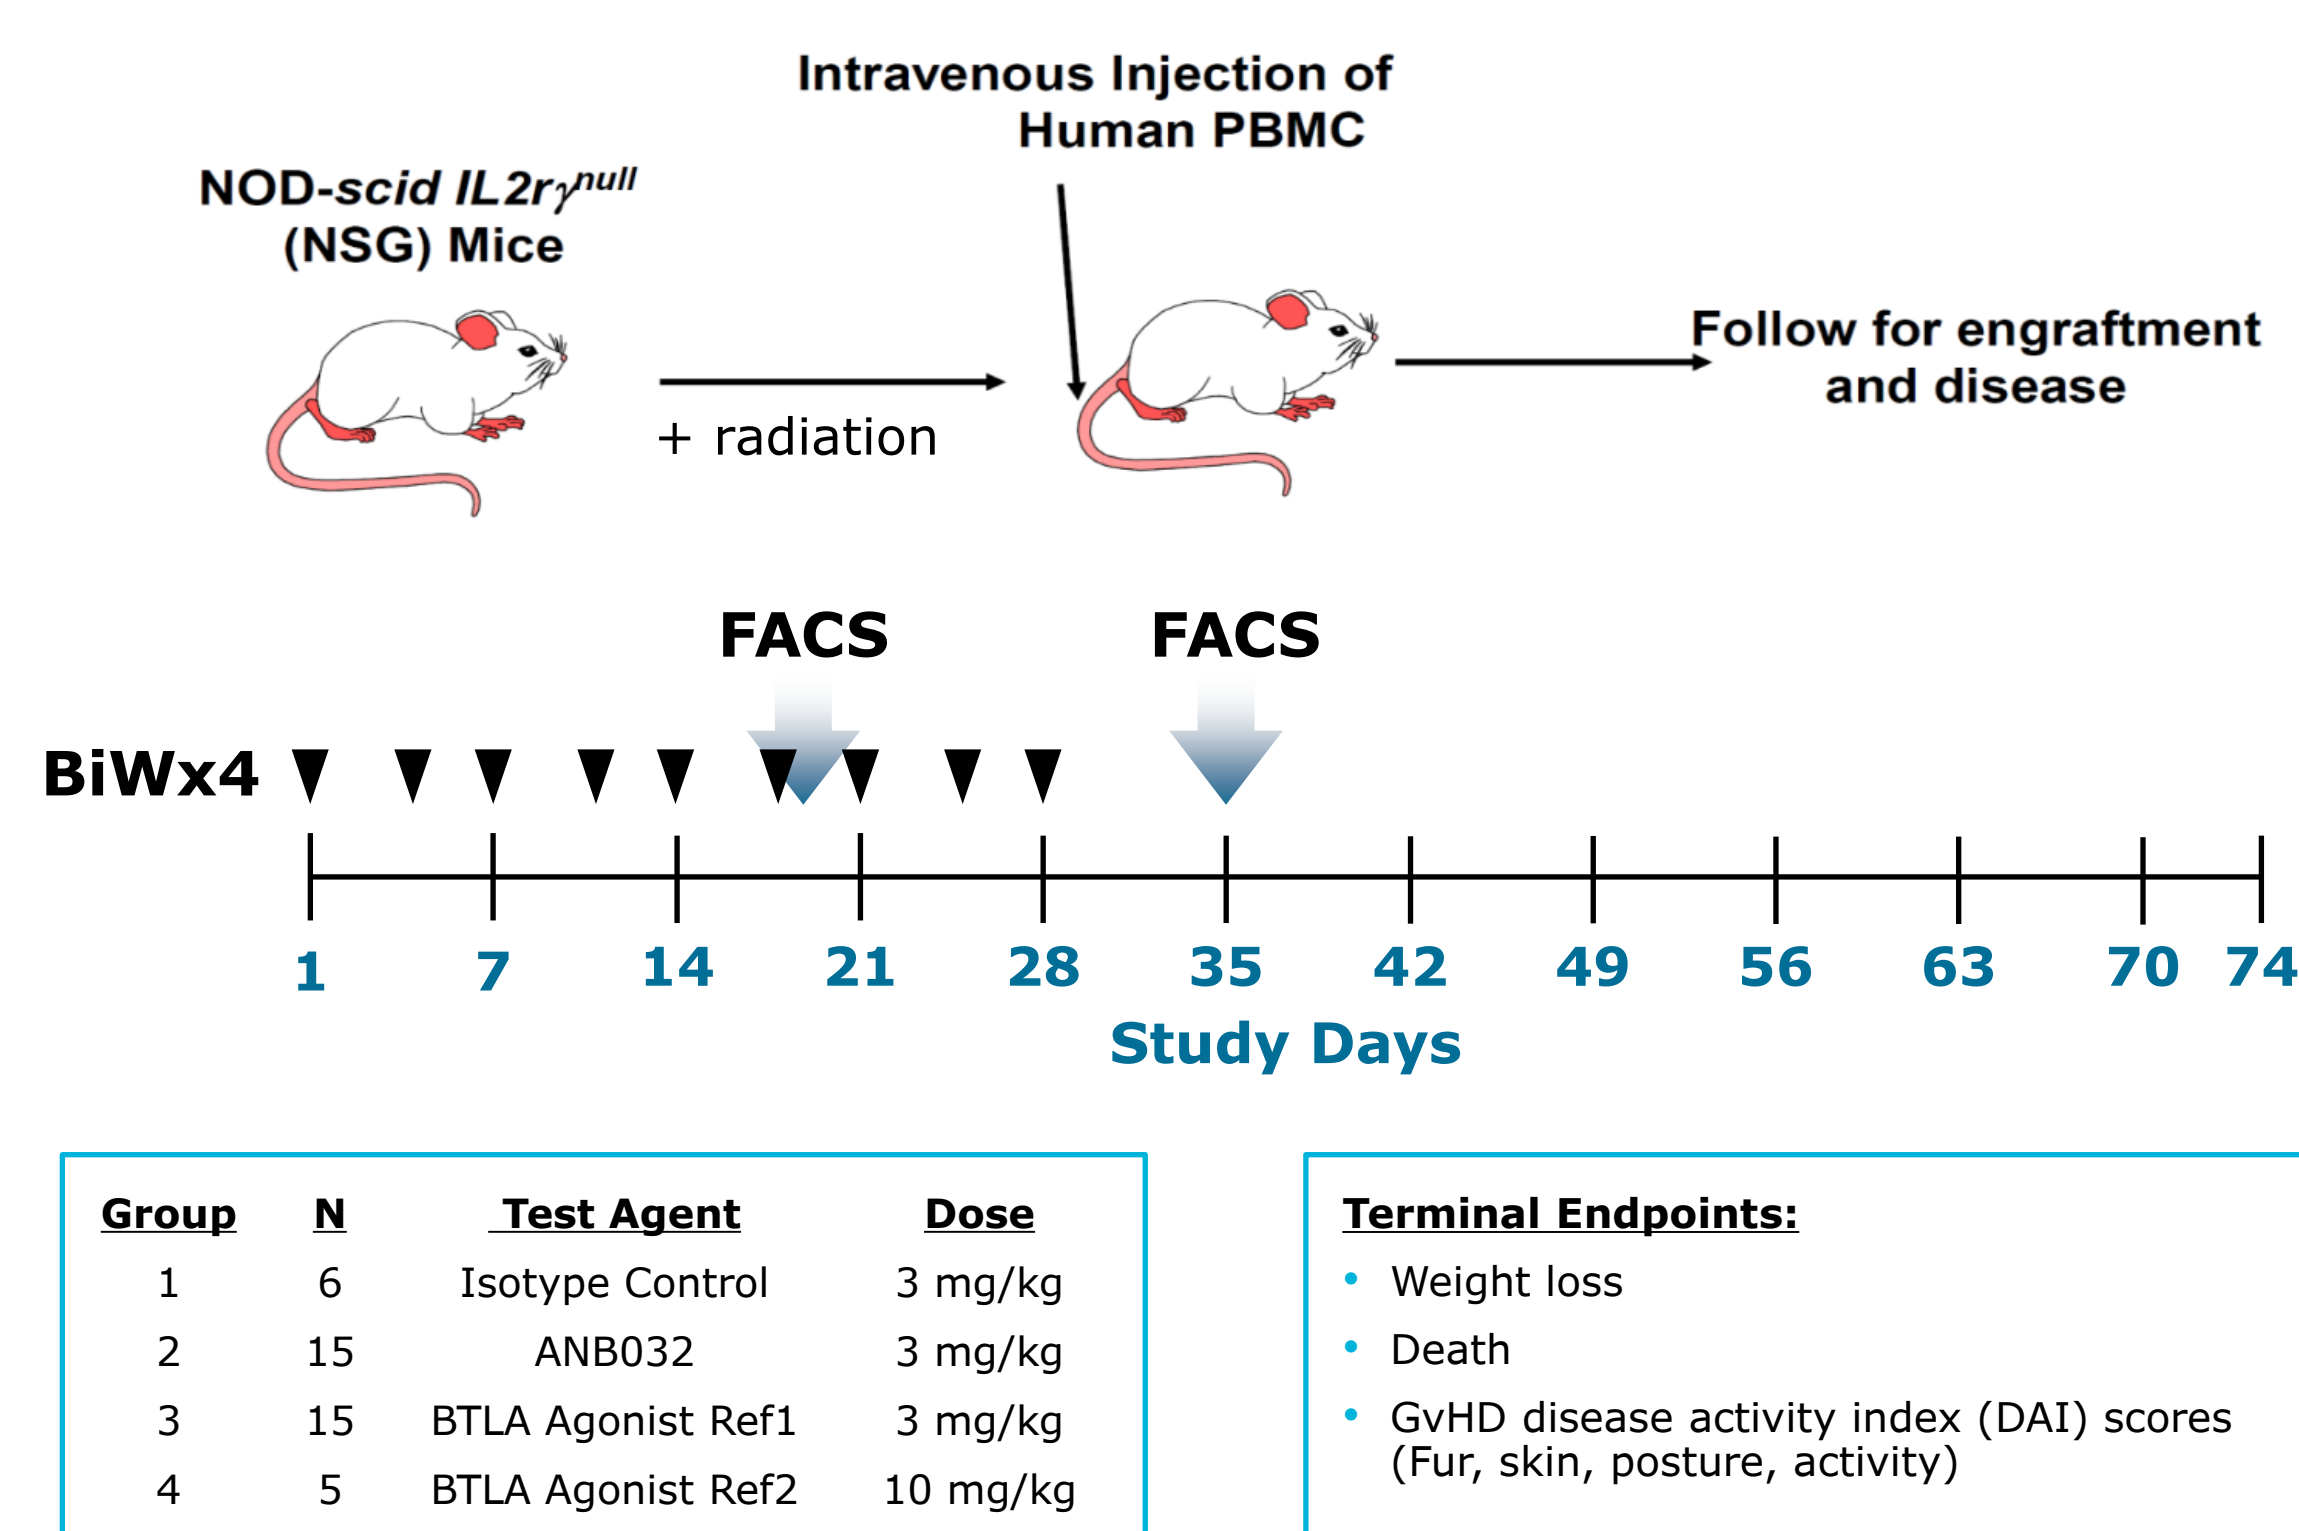 Intravenous Injection of
Human PBMC
NOD-scid IL2rγnull
(NSG) Mice
+ radiation
Follow for engraftment
and disease
FACS FACS
BiWx4
1 7 14 21 28 35 42 49 56 63 70 74
Study Days
Group N Test Agent Dose
1 6 Isotype Control 3 mg/kg
2 15 ANB032 3 mg/kg
3 15 BTLA Agonist Ref1 3 mg/kg
4 5 BTLA Agonist Ref2 10 mg/kg
Terminal Endpoints:
• Weight loss
• Death
• GvHD disease activity index (DAI) scores
(Fur, skin, posture, activity)